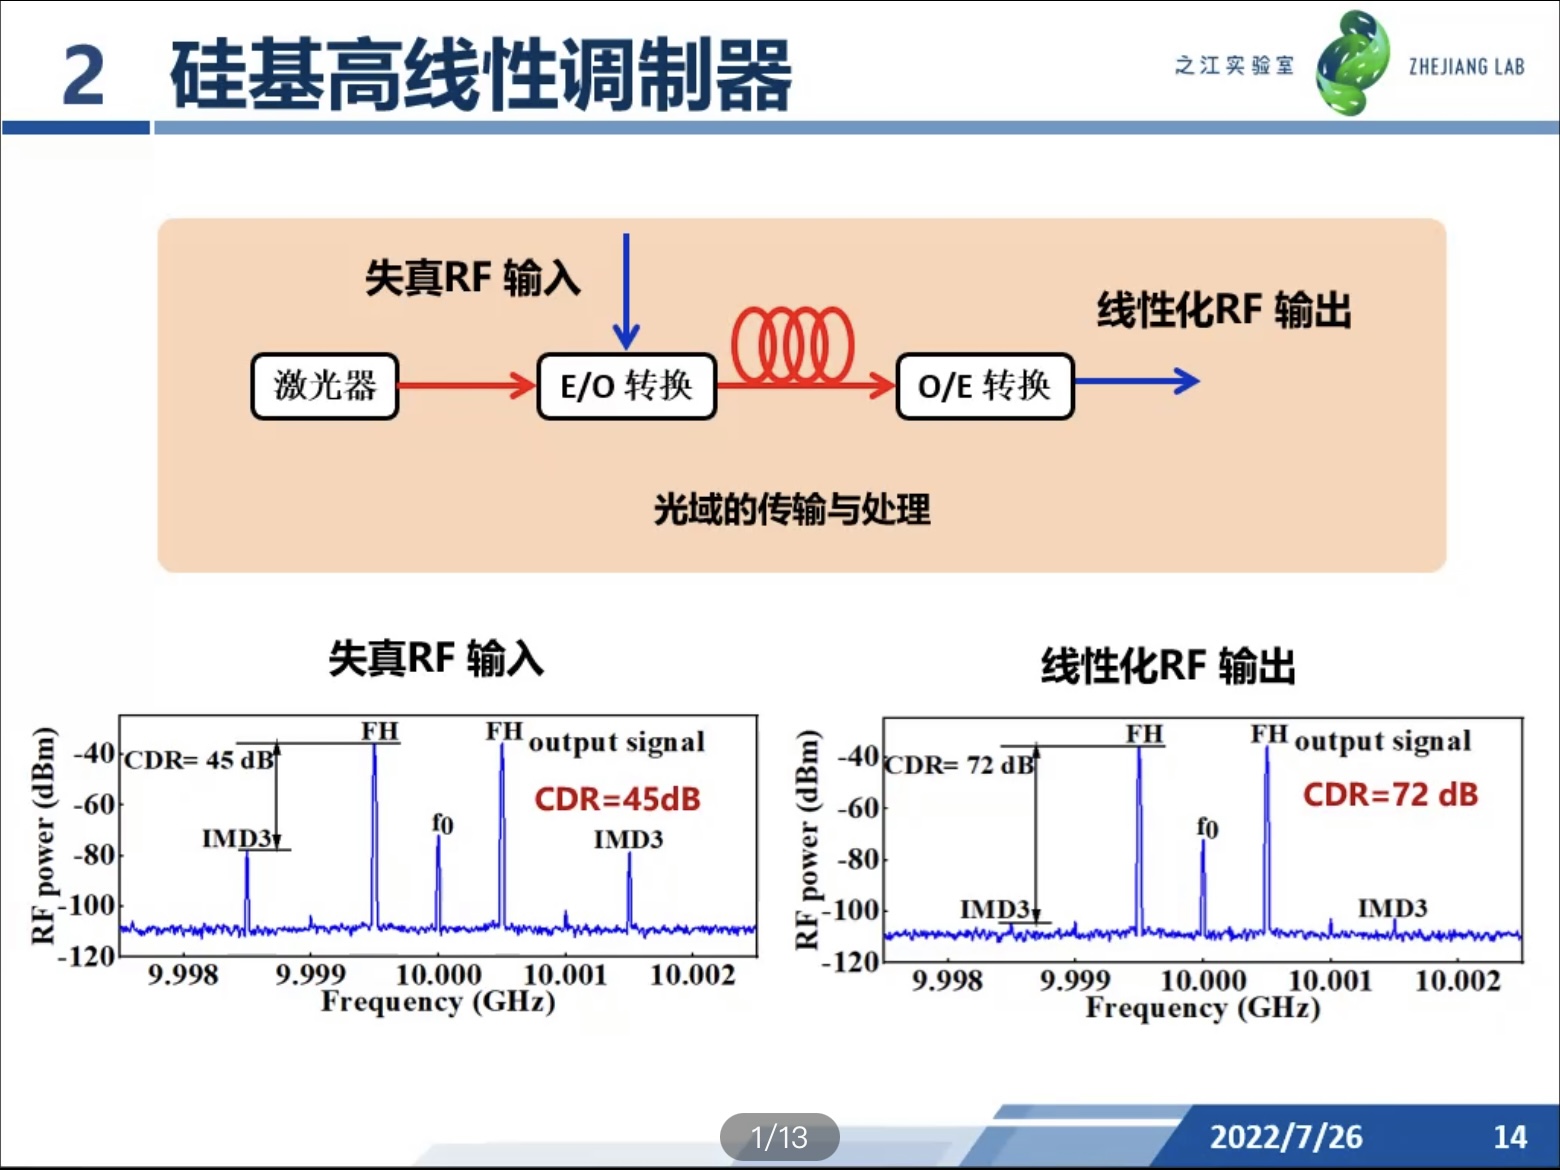 2 硅基高线性调制器
之江实验室 ZHEJIANG LAB
失真RF 输入
线性化RF 输出
激光器
E/O 转换
O/E 转换
光域的传输与处理
失真RF 输入
FH
FH
output signal
CDR= 45 dB
CDR=45dB
f0
IMD3
IMD3
RF power (dBm)
-40
-60
-80
-100
-120
9.998 9.999 10.000 10.001 10.002
Frequency (GHz)
线性化RF 输出
FH
FH
output signal
CDR= 72 dB
CDR=72 dB
f0
IMD3
IMD3
RF power (dBm)
-40
-60
-80
-100
-120
9.998 9.999 10.000 10.001 10.002
Frequency (GHz)
1/13
2022/7/26 14